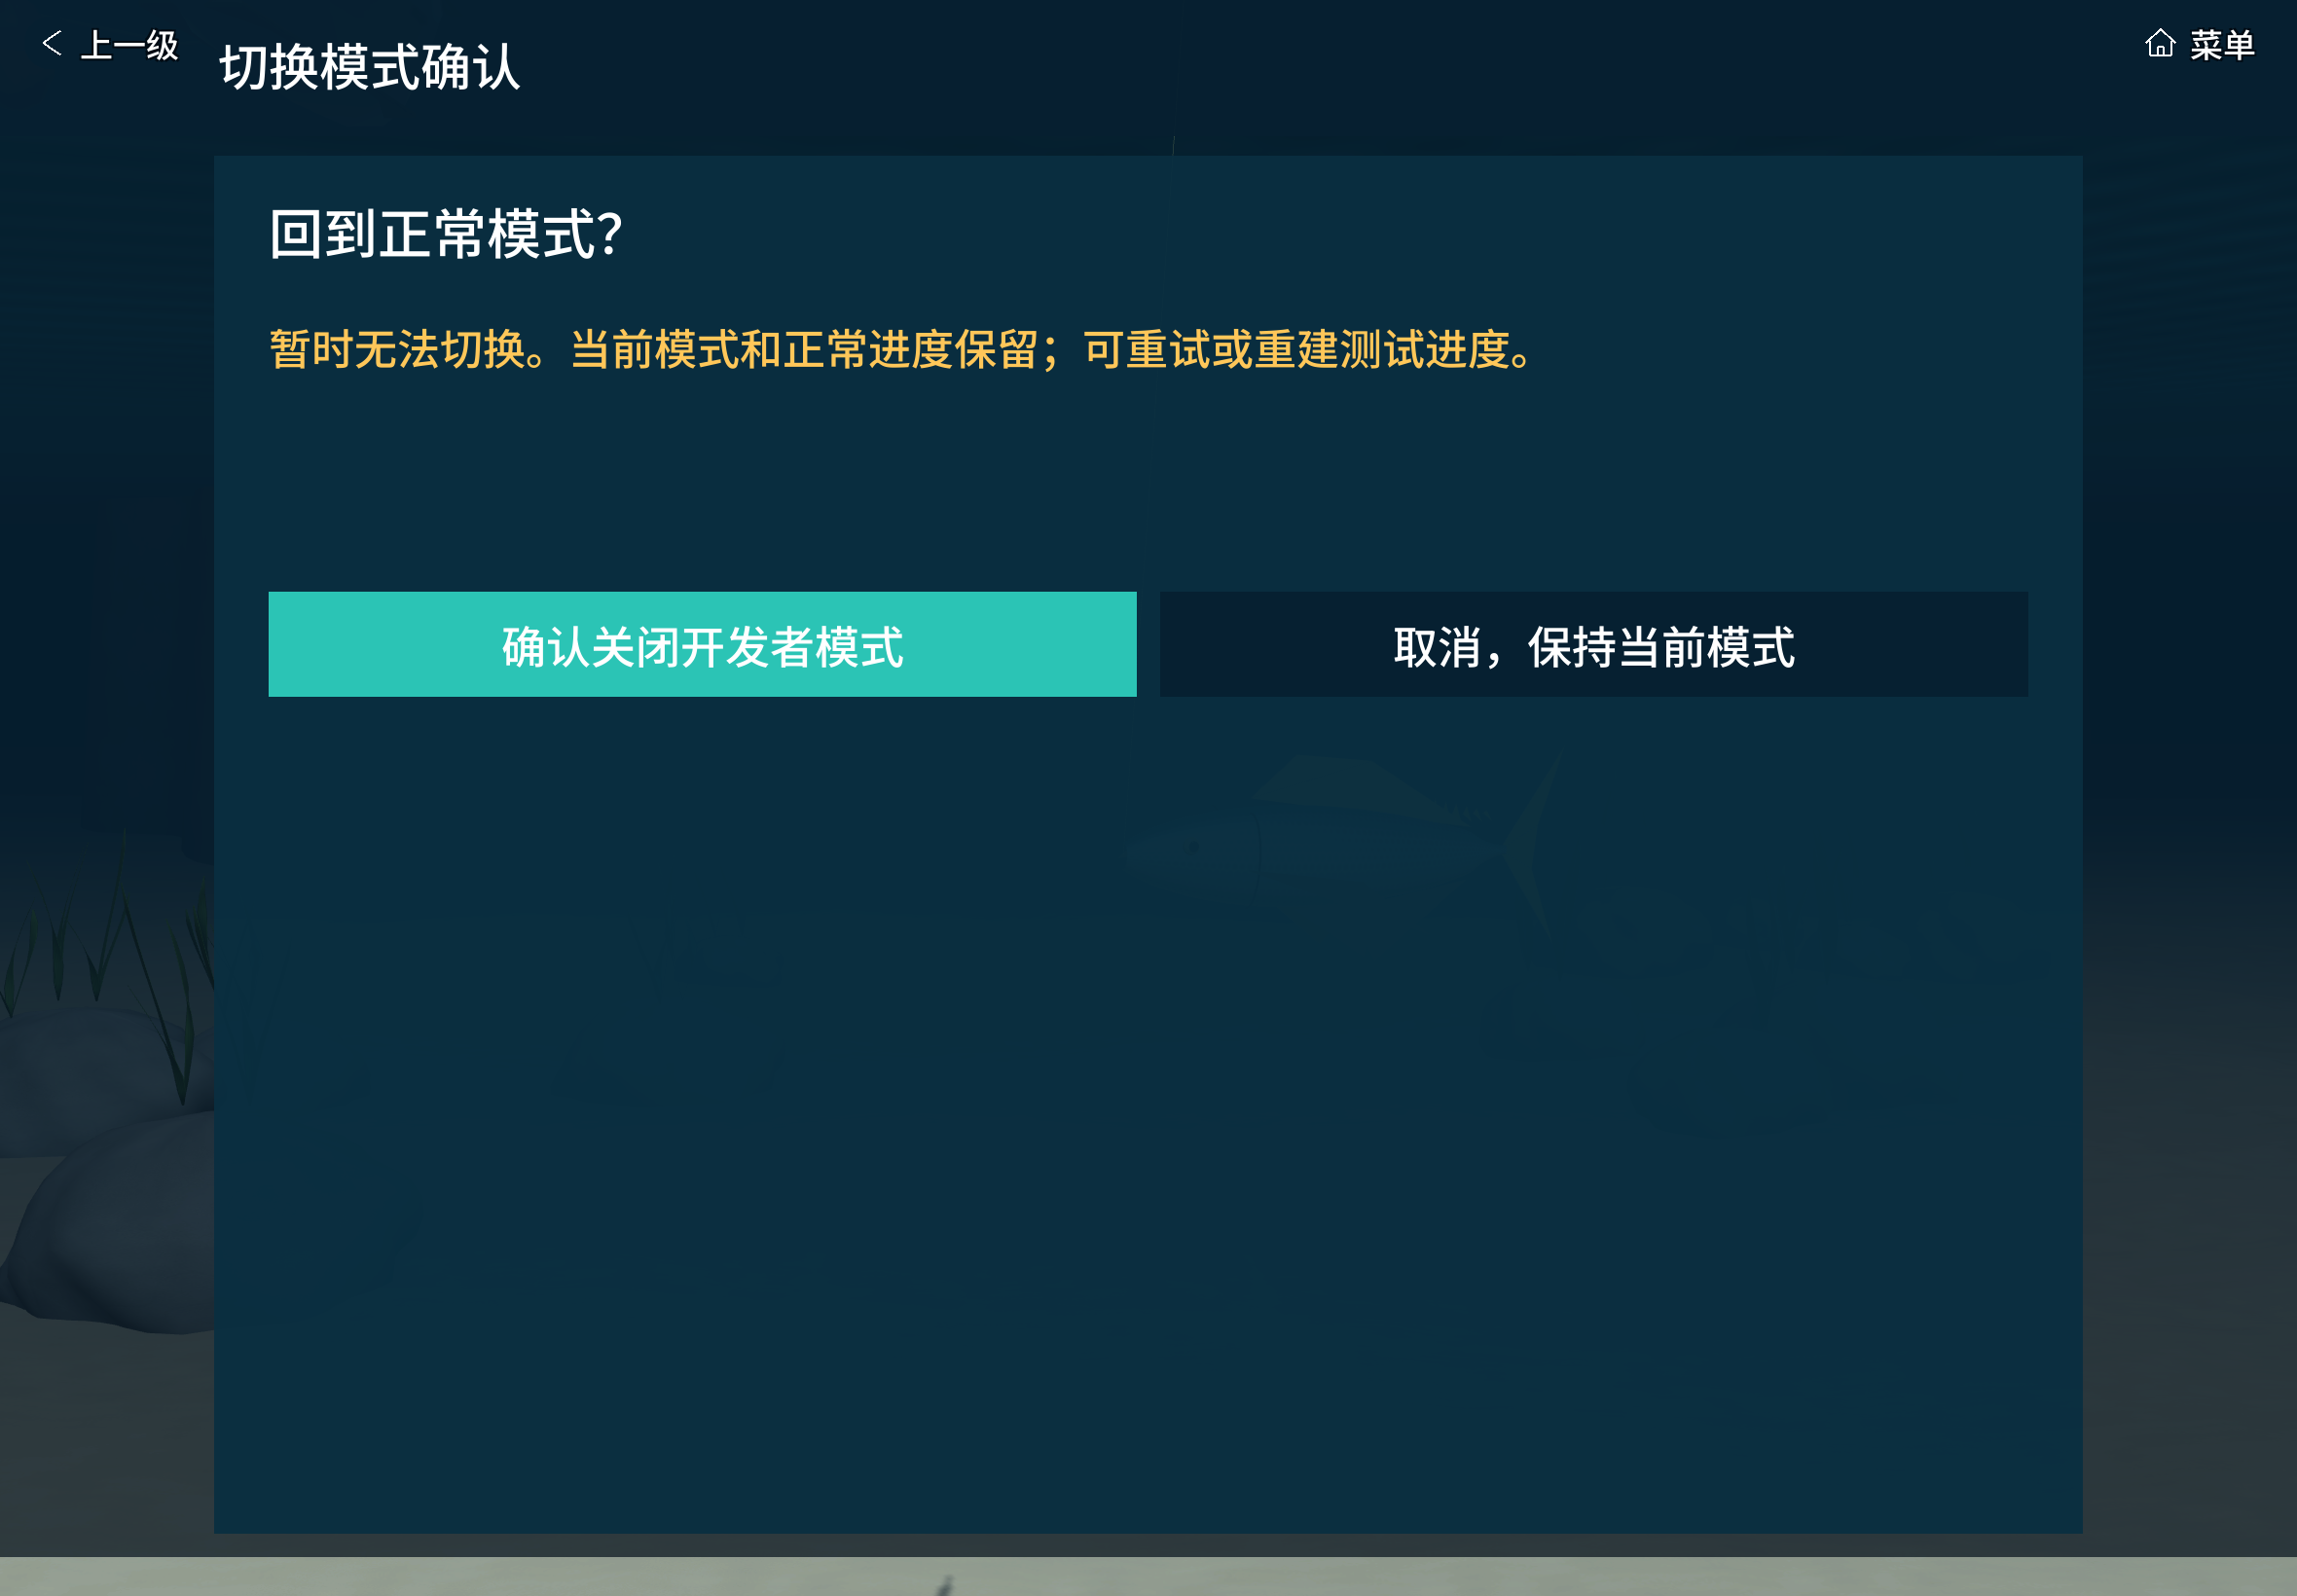 上一级
切换模式确认
菜单
回到正常模式？
暂时无法切换。当前模式和正常进度保留；可重试或重建测试进度。
确认关闭开发者模式
取消，保持当前模式